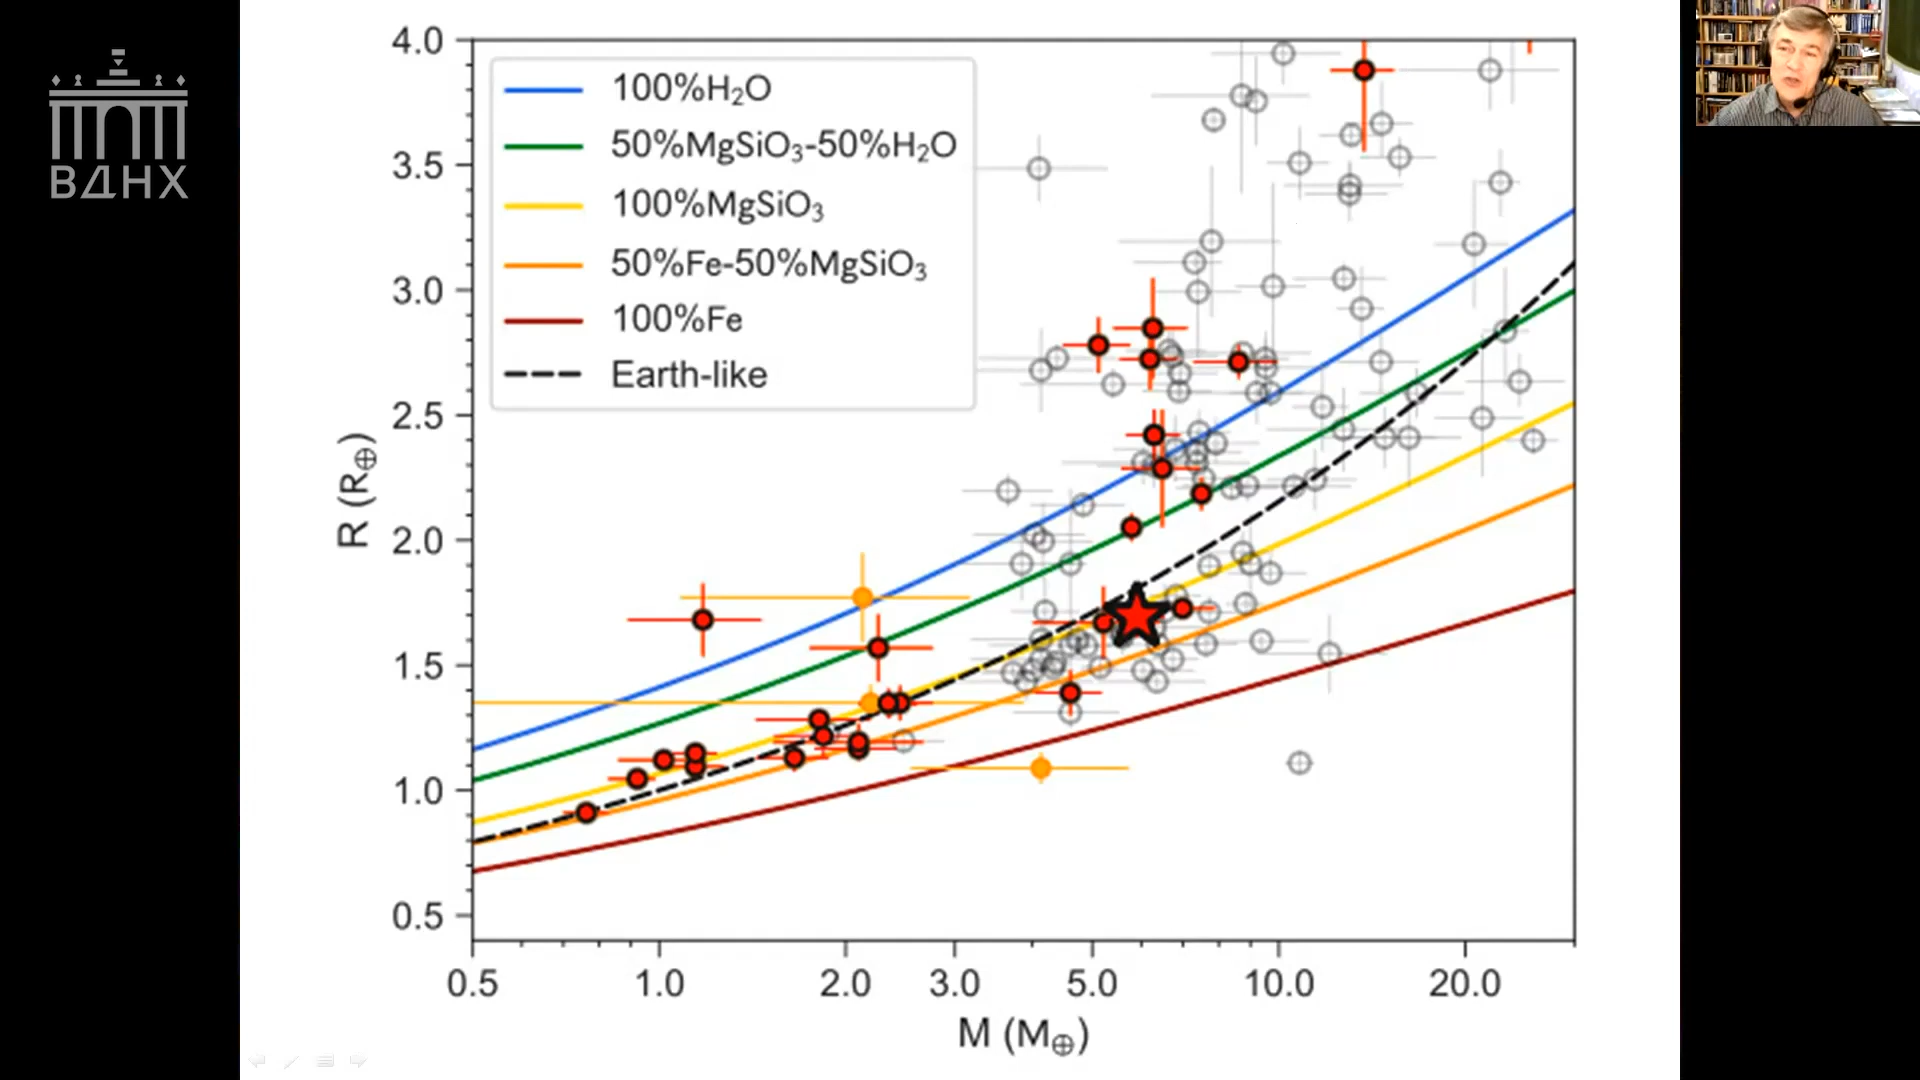 ВДНХ
4.0
3.5
3.0
2.5
2.0
1.5
1.0
0.5
R (R⊕)
100%H₂O
50%MgSiO₃-50%H₂O
100%MgSiO₃
50%Fe-50%MgSiO₃
100%Fe
Earth-like
0.5 1.0 2.0 3.0 5.0 10.0 20.0
M (M⊕)